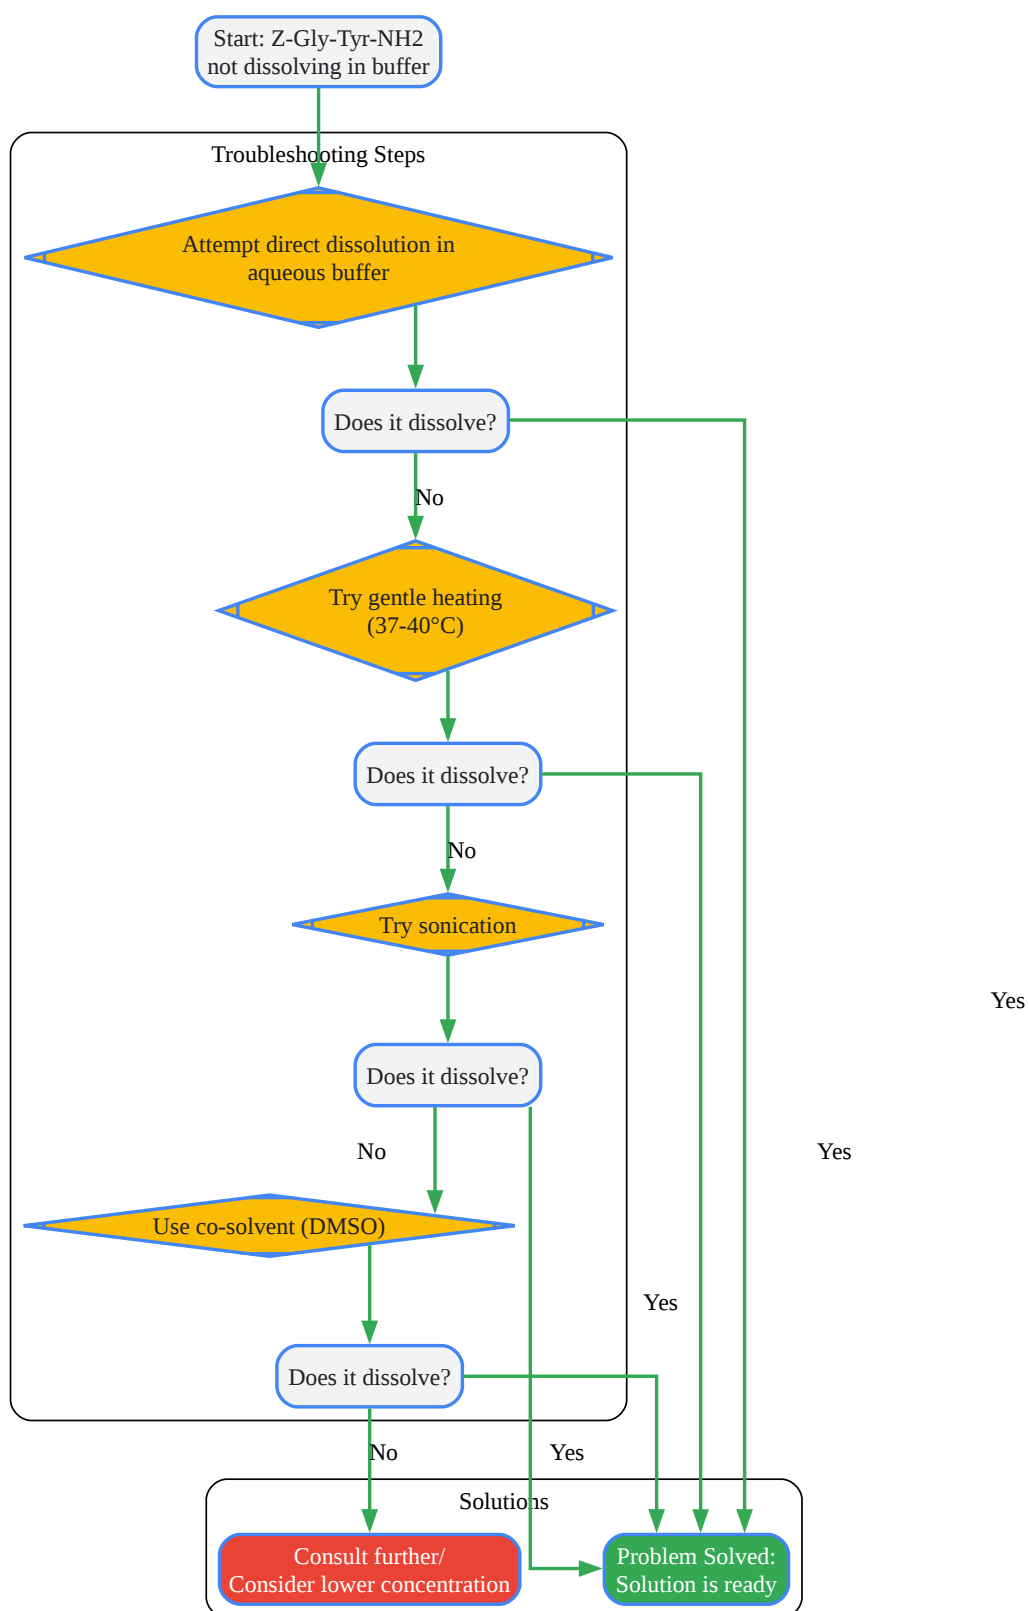 Start: Z-Gly-Tyr-NH2
not dissolving in buffer
Troubleshooting Steps
Attempt direct dissolution in
aqueous buffer
Does it dissolve?
No
Try gentle heating
(37-40°C)
Does it dissolve?
No
Try sonication
Yes
Does it dissolve?
No
Yes
Use co-solvent (DMSO)
Yes
Does it dissolve?
No
Yes
Solutions
Consult further/
Consider lower concentration
Problem Solved:
Solution is ready